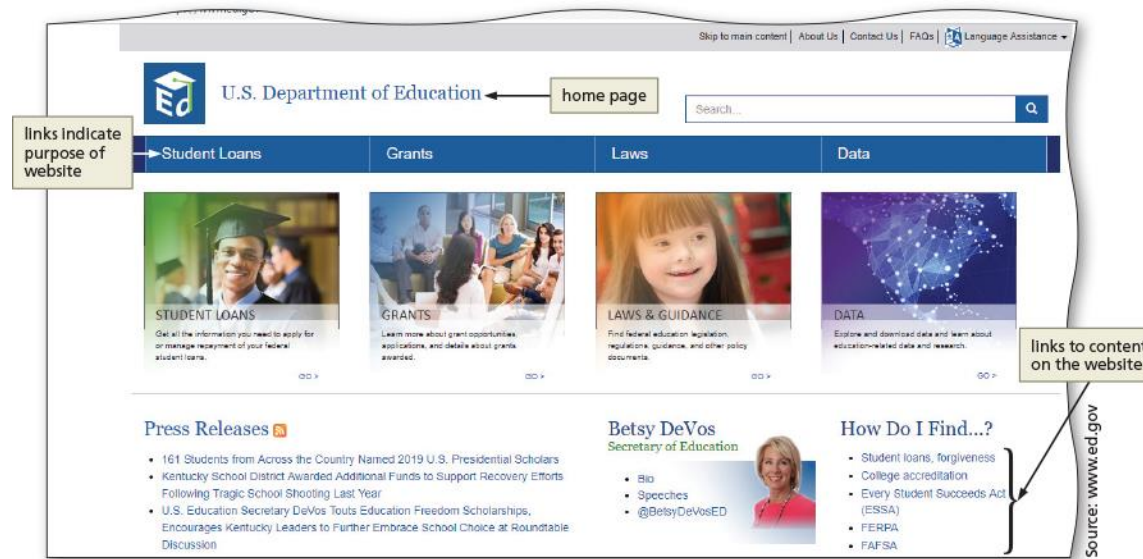 Skip to main content | About Us | Contact Us | FAQs | Language Assistance
Ed
U.S. Department of Education
home page
Search...
links indicate
purpose of
website
Student Loans
Grants
Laws
Data
STUDENT LOANS
Get all the information you need to apply for
or manage repayment of your federal
student loans.
GO >
GRANTS
Learn more about grant opportunities,
applications, and details about grants
awarded.
GO >
LAWS & GUIDANCE
Find federal education legislation,
regulations, guidance, and other policy
documents.
GO >
DATA
Explore and download data and learn about
education-related data and research.
GO >
links to content
on the website
Press Releases
• 161 Students from Across the Country Named 2019 U.S. Presidential Scholars
• Kentucky School District Awarded Additional Funds to Support Recovery Efforts
Following Tragic School Shooting Last Year
• U.S. Education Secretary DeVos Touts Education Freedom Scholarships,
Encourages Kentucky Leaders to Further Embrace School Choice at Roundtable
Discussion
Betsy DeVos
Secretary of Education
• Bio
• Speeches
• @BetsyDeVosED
How Do I Find...?
• Student loans, forgiveness
• College accreditation
• Every Student Succeeds Act
(ESSA)
• FERPA
• FAFSA
Source: www.ed.gov